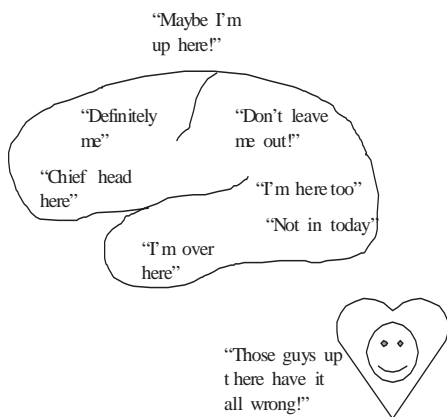 “Maybe I’m
up here!”
“Definitely
me”
“Don’t leave
me out!”
“Chief head
here”
“I’m here too”
“Not in today”
“I’m over
here”
“Those guys up
there have it
all wrong!”